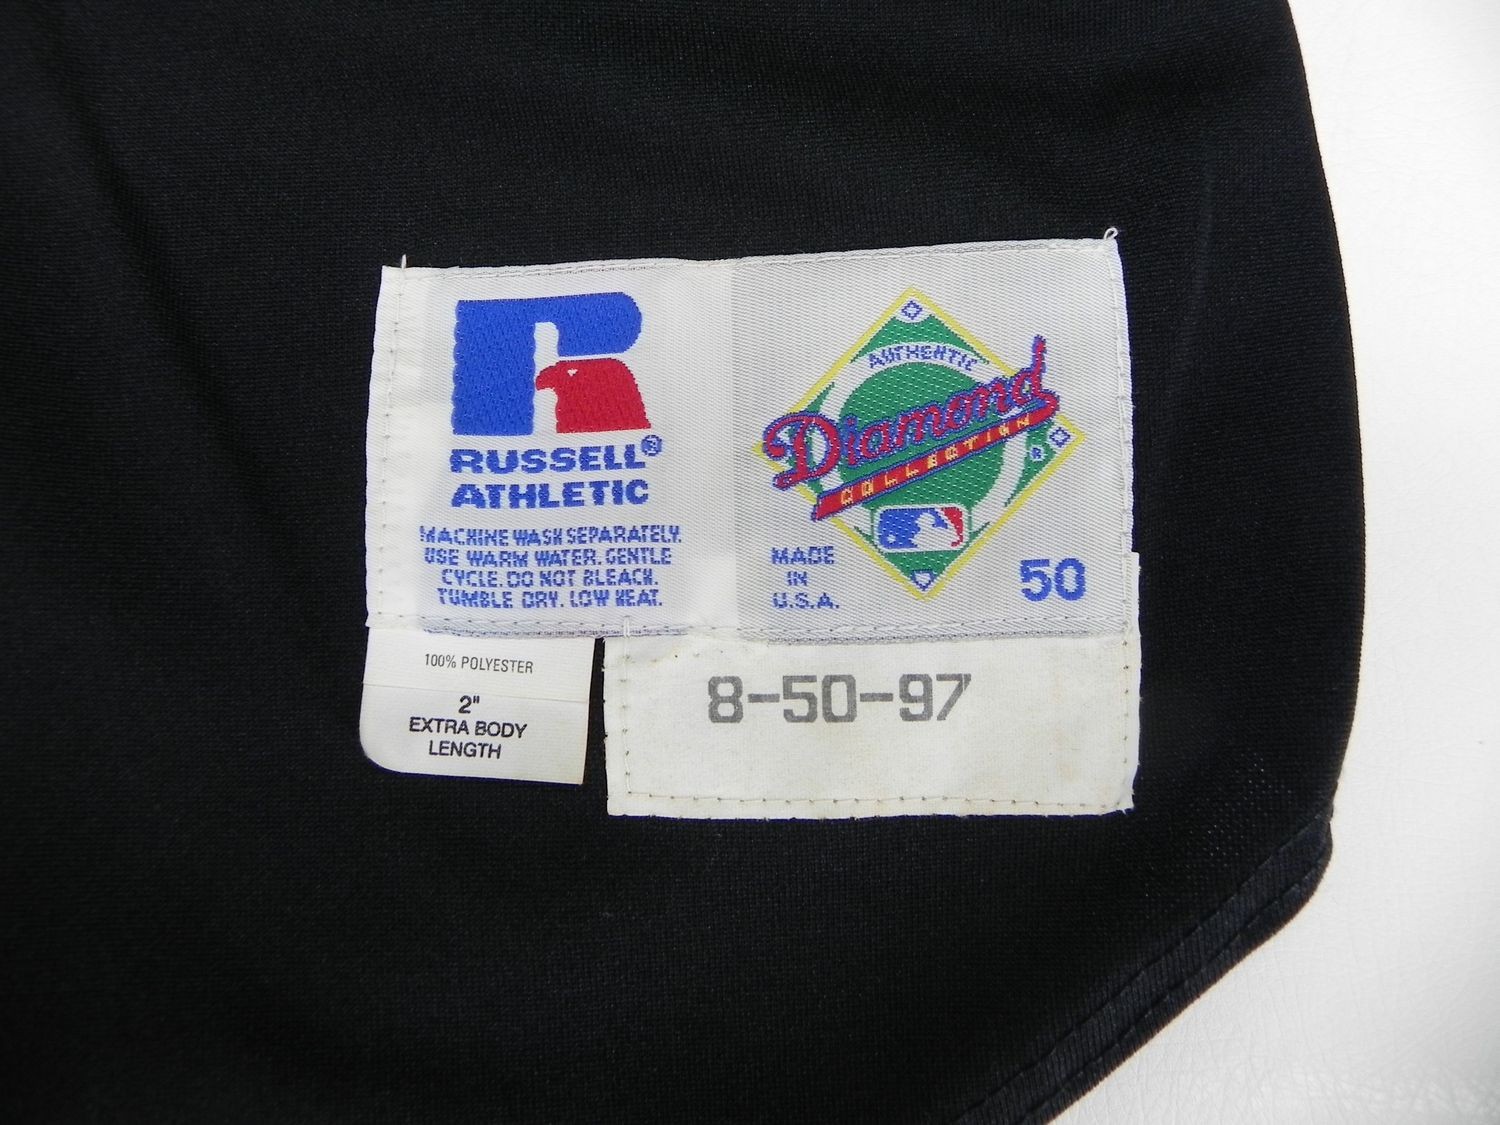 RUSSELL®
ATHLETIC
MACHINE WASH SEPARATELY.
USE WARM WATER. GENTLE
CYCLE. DO NOT BLEACH.
TUMBLE DRY. LOW HEAT.
AUTHENTIC
Diamond
COLLECTION
®
MADE
IN
U.S.A.
50
100% POLYESTER
2"
EXTRA BODY
LENGTH
8-50-97